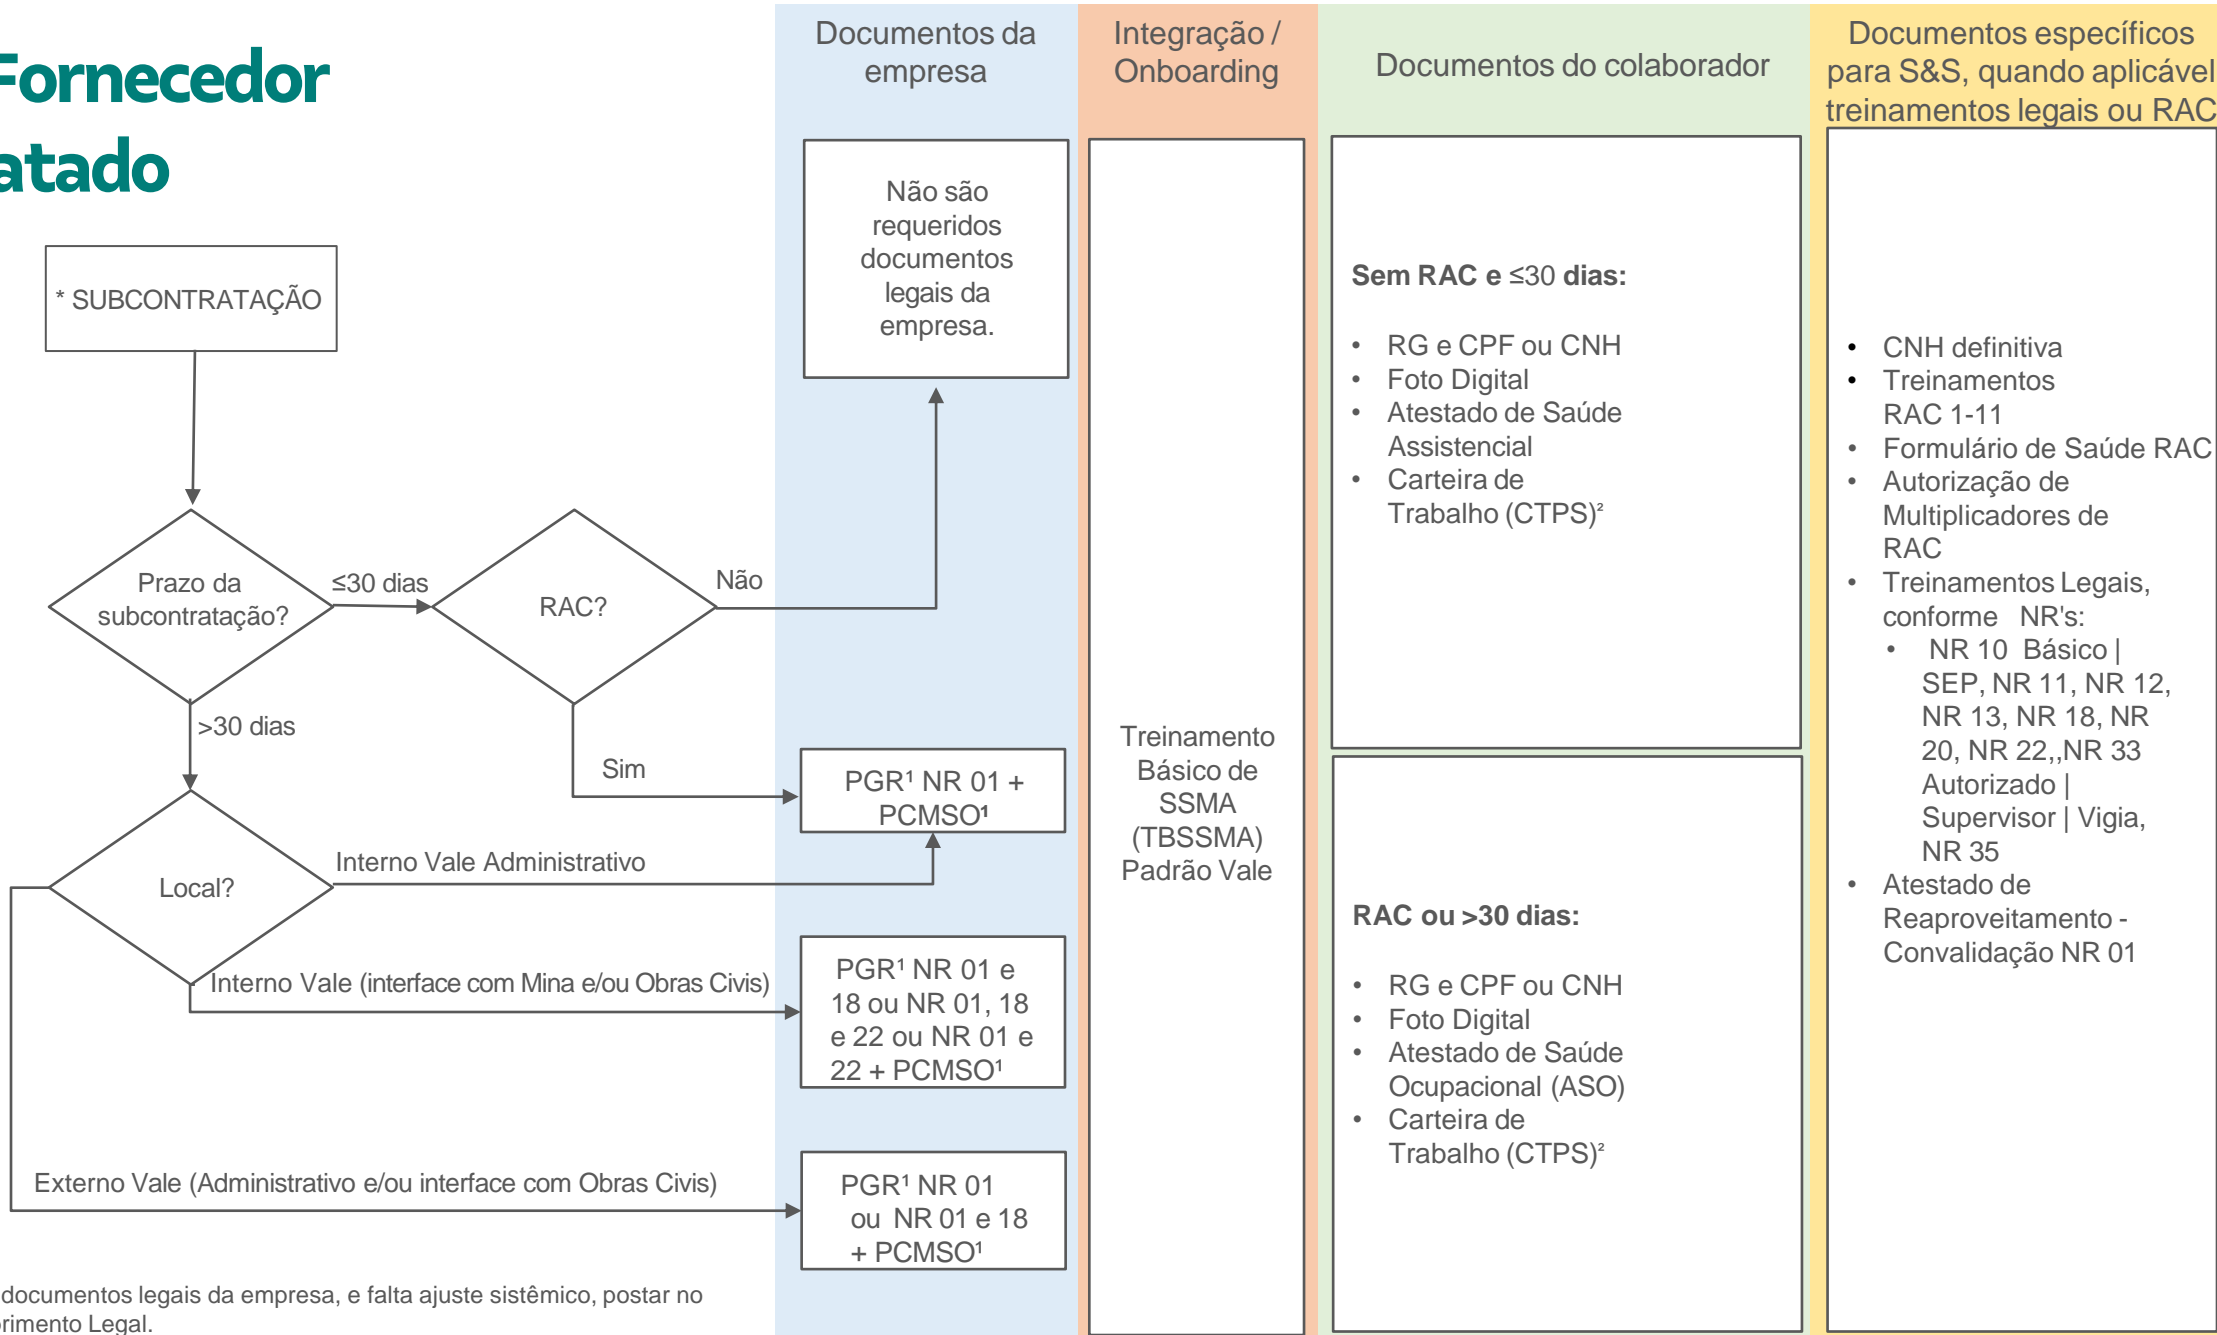 Fornecedor
atado
Documentos da
empresa
Integração /
Onboarding
Documentos do colaborador
Documentos específicos
para S&S, quando aplicável
treinamentos legais ou RAC
* SUBCONTRATAÇÃO
Prazo da
subcontratação?
≤30 dias
RAC?
Não
Sim
>30 dias
Local?
Interno Vale Administrativo
Interno Vale (interface com Mina e/ou Obras Civis)
Externo Vale (Administrativo e/ou interface com Obras Civis)
Não são
requeridos
documentos
legais da
empresa.
PGR¹ NR 01 +
PCMSO¹
PGR¹ NR 01 e
18 ou NR 01, 18
e 22 ou NR 01 e
22 + PCMSO¹
PGR¹ NR 01
ou NR 01 e 18
+ PCMSO¹
Treinamento
Básico de
SSMA
(TBSSMA)
Padrão Vale
Sem RAC e ≤30 dias:
• RG e CPF ou CNH
• Foto Digital
• Atestado de Saúde
Assistencial
• Carteira de
Trabalho (CTPS)²
RAC ou >30 dias:
• RG e CPF ou CNH
• Foto Digital
• Atestado de Saúde
Ocupacional (ASO)
• Carteira de
Trabalho (CTPS)²
• CNH definitiva
• Treinamentos
RAC 1-11
• Formulário de Saúde RAC
• Autorização de
Multiplicadores de
RAC
• Treinamentos Legais,
conforme NR's:
• NR 10 Básico |
SEP, NR 11, NR 12,
NR 13, NR 18, NR
20, NR 22,,NR 33
Autorizado |
Supervisor | Vigia,
NR 35
• Atestado de
Reaproveitamento -
Convalidação NR 01
documentos legais da empresa, e falta ajuste sistêmico, postar no
primento Legal.